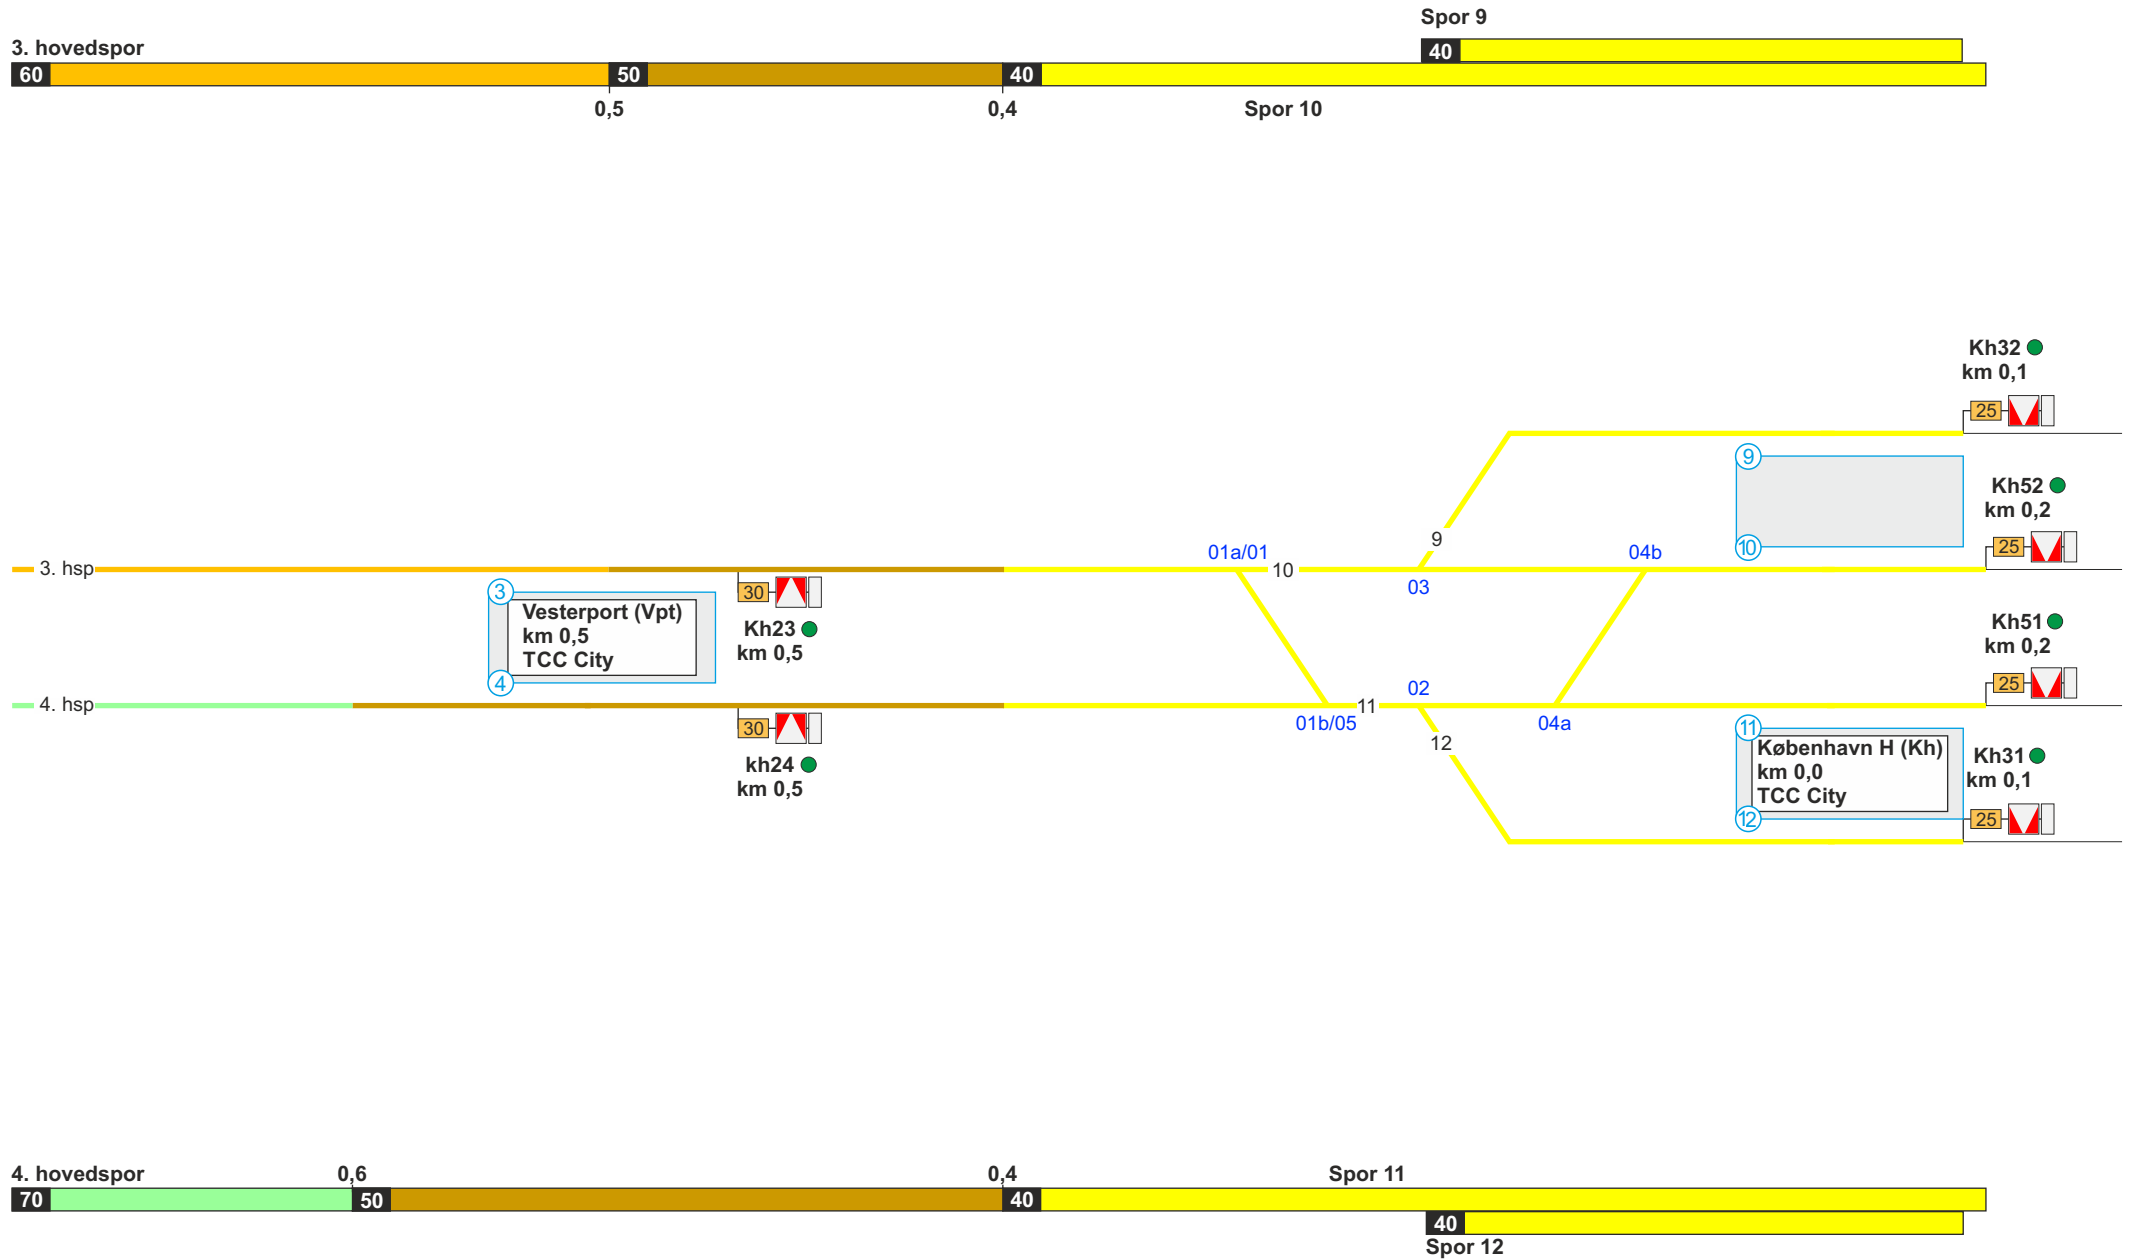 Spor 9
3. hovedspor
40
60
50
40
0,5
0,4
Spor 10
Kh32
km 0,1
25
9
Kh52
km 0,2
9
01a/01
04b
10
25
3. hsp
10
03
30
3
Vesterport (Vpt)
km 0,5
TCC City
Kh23
km 0,5
Kh51
km 0,2
4
02
25
4. hsp
11
01b/05
04a
30
12
11
København H (Kh)
km 0,0
TCC City
kh24
km 0,5
Kh31
km 0,1
12
25
4. hovedspor
0,6
0,4
Spor 11
70
50
40
40
Spor 12